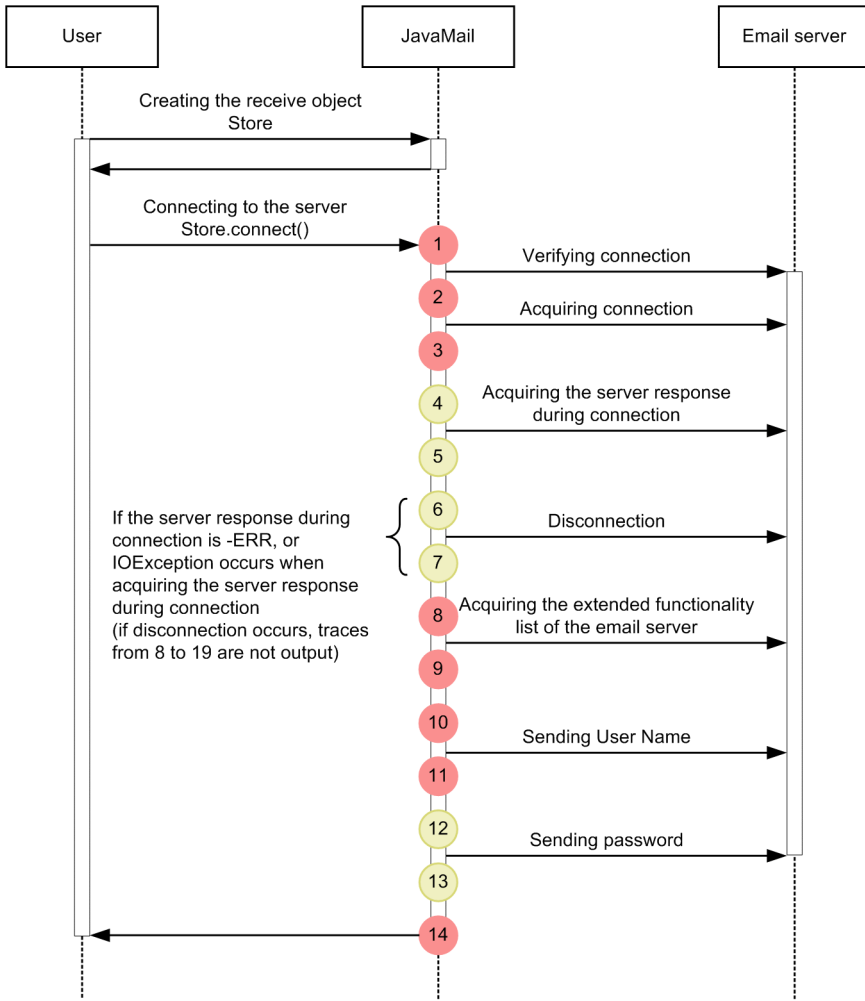 User
JavaMail
Email server
Creating the receive object
Store
Connecting to the server
Store.connect()
1
Verifying connection
2
Acquiring connection
3
4
Acquiring the server response
during connection
5
If the server response during
connection is -ERR, or
IOException occurs when
acquiring the server response
during connection
(if disconnection occurs, traces
from 8 to 19 are not output)
6
Disconnection
7
8
Acquiring the extended functionality
list of the email server
9
10
Sending User Name
11
12
Sending password
13
14